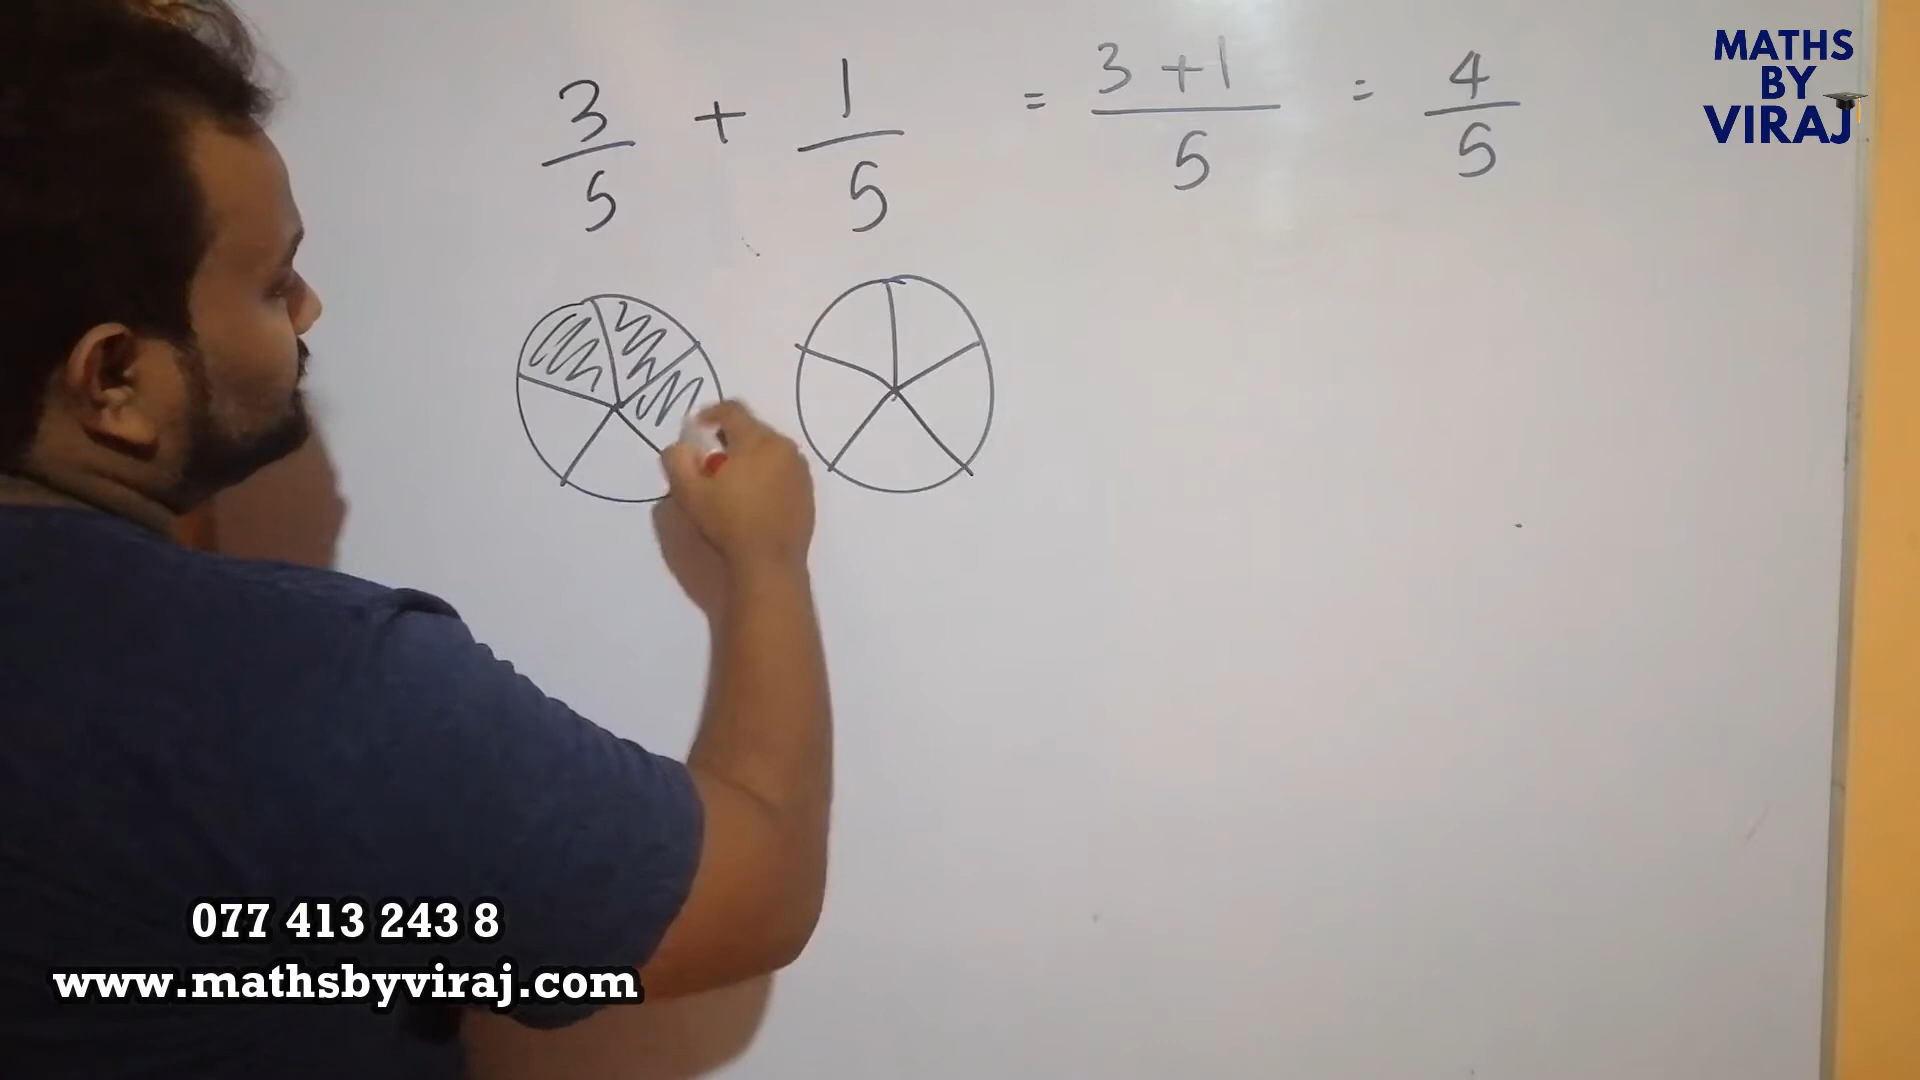 3/5 + 1/5 = 3+1/5 = 4/5
MATHS
BY
VIRAJ
077 413 243 8
www.mathsbyviraj.com